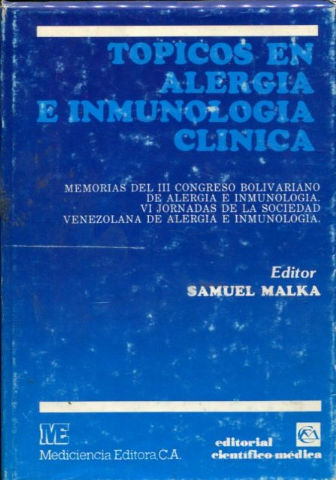 TOPICOS EN
ALERGIA
E INMUNOLOGIA
CLINICA
MEMORIAS DEL III CONGRESO BOLIVARIANO
DE ALERGIA E INMUNOLOGIA.
VI JORNADAS DE LA SOCIEDAD
VENEZOLANA DE ALERGIA E INMUNOLOGIA.
Editor
SAMUEL MALKA
ME
Mediciencia Editora C.A.
editorial
científico-médica